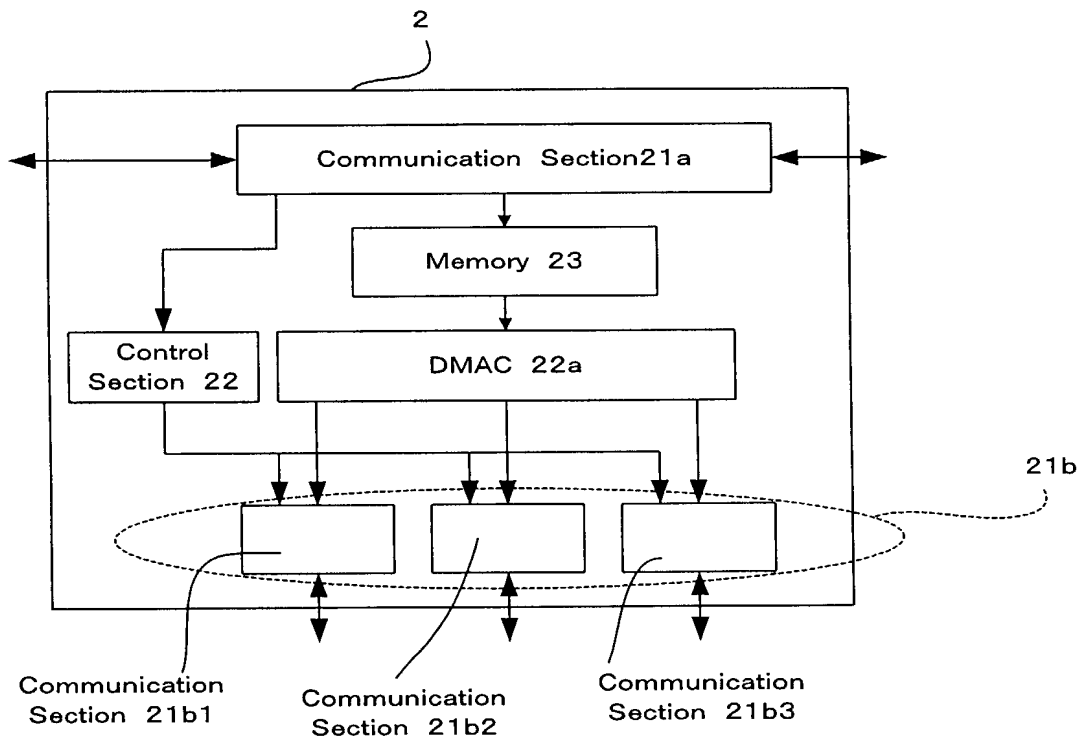 2
Communication Section21a
Memory 23
Control
Section 22
DMAC 22a
21b
Communication
Section 21b1
Communication
Section 21b2
Communication
Section 21b3